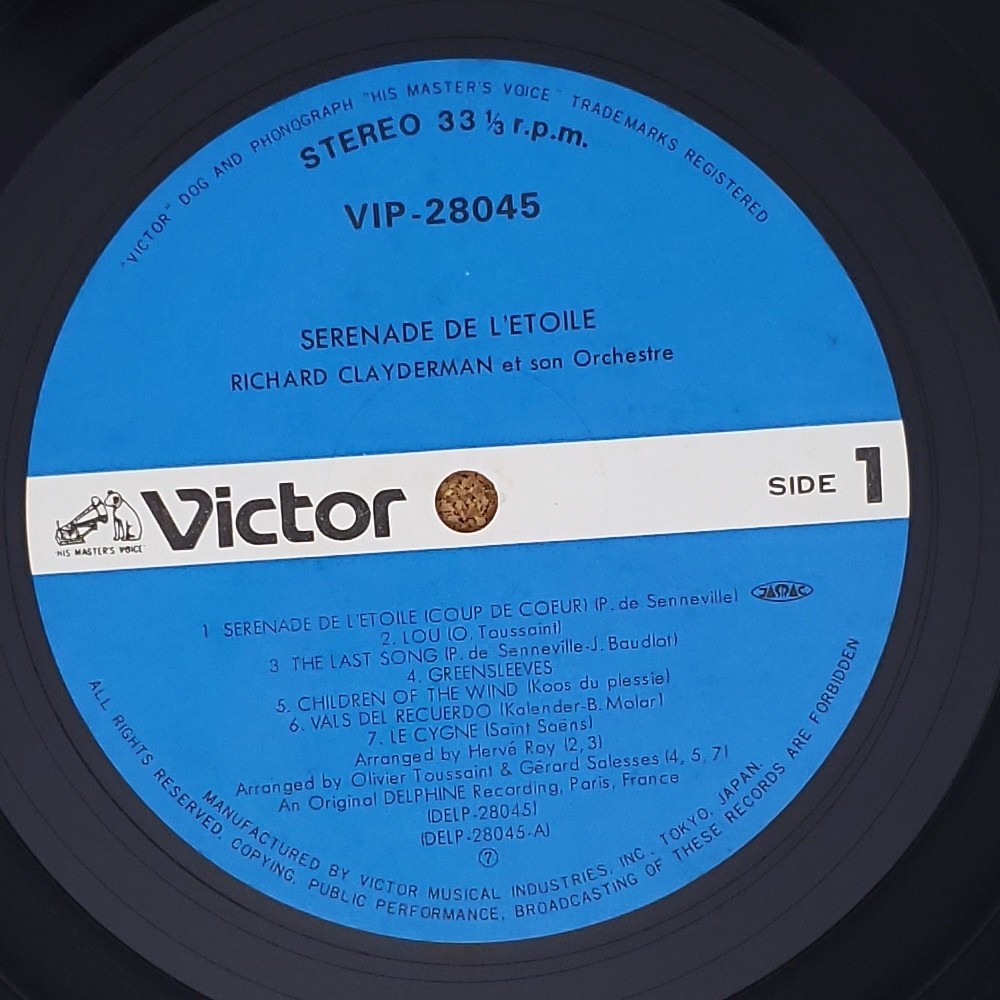 "VICTOR" DOG AND PHONOGRAPH "HIS MASTER'S VOICE" TRADEMARKS REGISTERED
STEREO 33 ⅓ r.p.m.
VIP-28045
SERENADE DE L'ETOILE
RICHARD CLAYDERMAN et son Orchestre
Victor
"HIS MASTER'S VOICE"
SIDE 1
1 SERENADE DE L'ETOILE (COUP DE COEUR) (P. de Senneville) JASRAC
2. LOU (O. Toussaint)
3 THE LAST SONG (P. de Senneville-J. Baudlot)
4. GREENSLEEVES
5. CHILDREN OF THE WIND (Koos du plessie)
6. VALS DEL RECUERDO (Kalender-B. Molar)
7. LE CYGNE (Saint Saëns)
Arranged by Hervé Roy (2, 3)
Arranged by Olivier Toussaint & Gérard Salesses (4, 5, 7)
An Original DELPHINE Recording, Paris, France
(DELP-28045)
(DELP-28045-A)
⑦
MANUFACTURED BY VICTOR MUSICAL INDUSTRIES, INC. TOKYO, JAPAN.
ALL RIGHTS RESERVED. COPYING, PUBLIC PERFORMANCE, BROADCASTING OF THESE RECORDS ARE FORBIDDEN